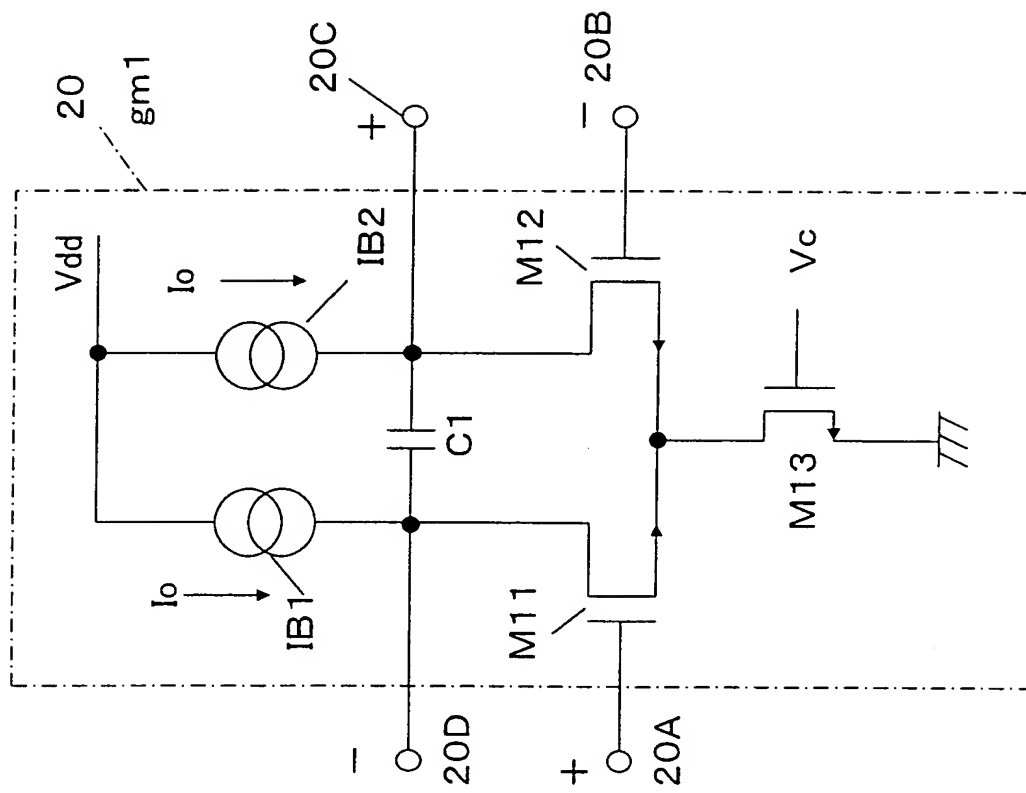 20
gm1
Vdd
Io
Io
IB1
IB2
20D
−
C1
+
20C
M11
M12
20A
+
−
20B
M13
Vc